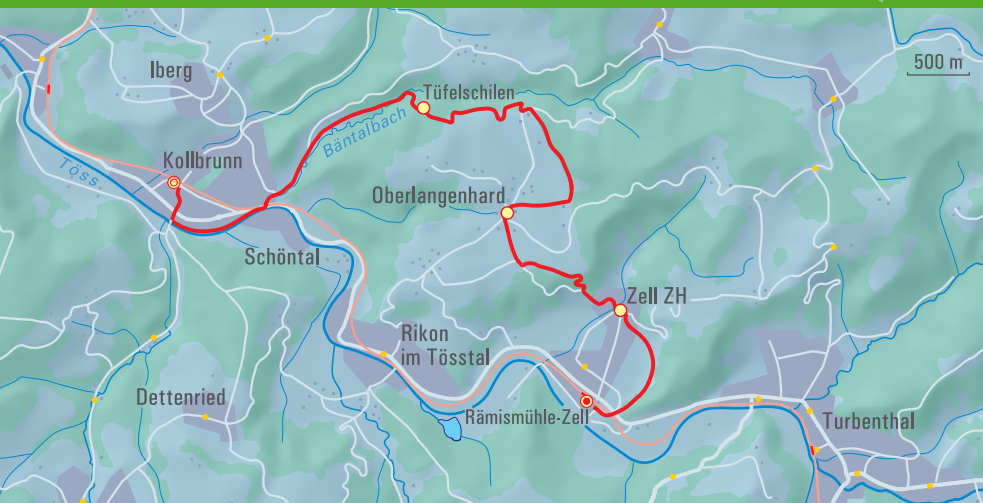 500 m
Iberg
Tüfelschilen
Bäntalbach
Kollbrunn
Töss
Oberlangenhard
Schöntal
Zell ZH
Rikon
im Tösstal
Dettenried
Rämismühle-Zell
Turbenthal